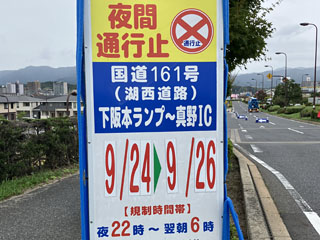 夜間
通行止
通行止
国道161号
(湖西道路)
下阪本ランプ～真野IC
9/24▶9/26
【規制時間帯】
夜22時～翌朝6時